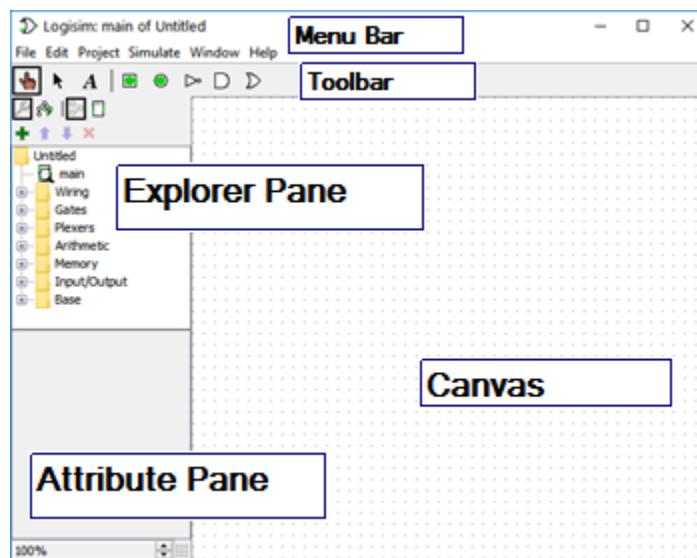 Logisim: main of Untitled
Menu Bar
File Edit Project Simulate Window Help
A
Toolbar
Untitled
main
Wiring
Gates
Plexers
Arithmetic
Memory
Input/Output
Base
Explorer Pane
Canvas
Attribute Pane
100%